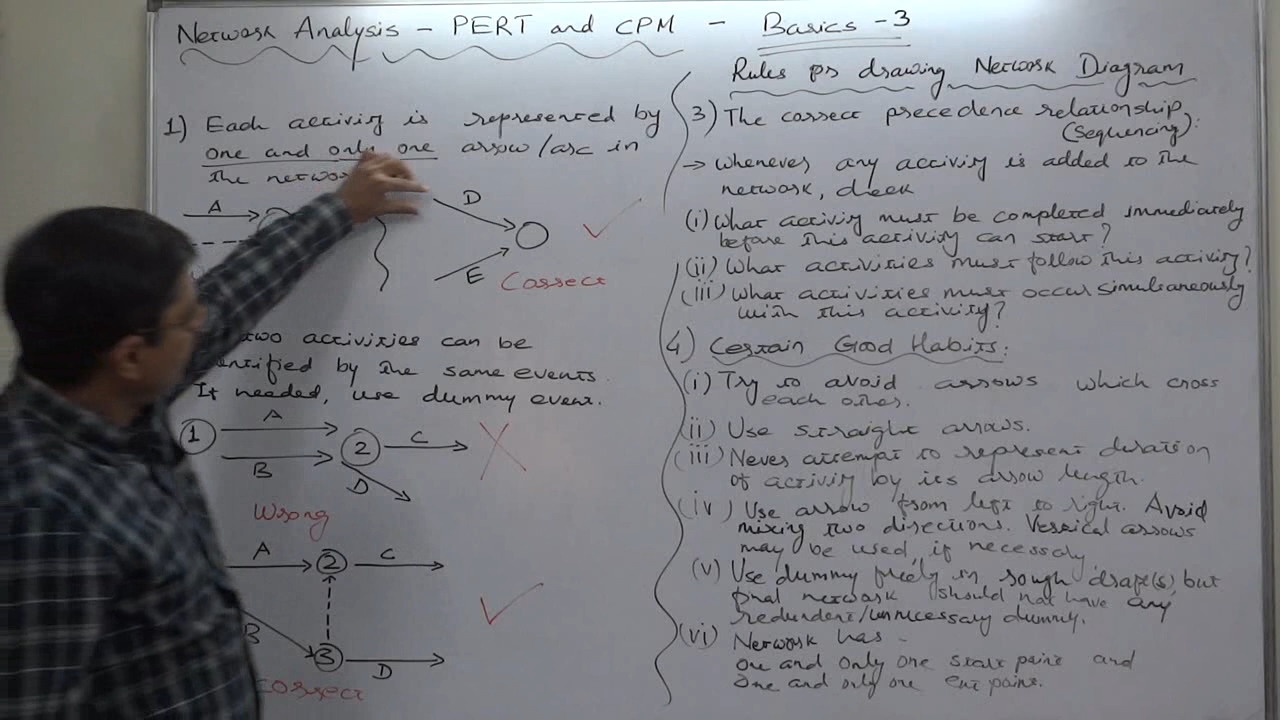 Network Analysis - PERT and CPM - Basics - 3
1) Each activity is represented by
one and only one arrow/arc in
the network
A
D
E
Correct
two activities can be
by the same events.
If needed, use dummy event.
1
A
B
2
C
D
Wrong
A
2
C
B
3
D
correct
Rules for drawing Network Diagram
3) The correct precedence relationship
(sequencing):
→ Whenever any activity is added to the
network, check
(i) What activity must be completed immediately
before this activity can start?
(ii) What activities must follow this activity?
(iii) What activities must occur simultaneously
with this activity?
4) Certain Good Habits:
(i) Try to avoid arrows which cross
each other.
(ii) Use straight arrows.
(iii) Never attempt to represent duration
of activity by its arrow length.
(iv) Use arrow from left to right. Avoid
mixing two directions. Vertical arrows
may be used if necessary
(v) Use dummy freely in rough draft(s) but
final network should not have any
redundent/unnecessary dummy.
(vi) Network has -
one and only one start point and
one and only one end point.